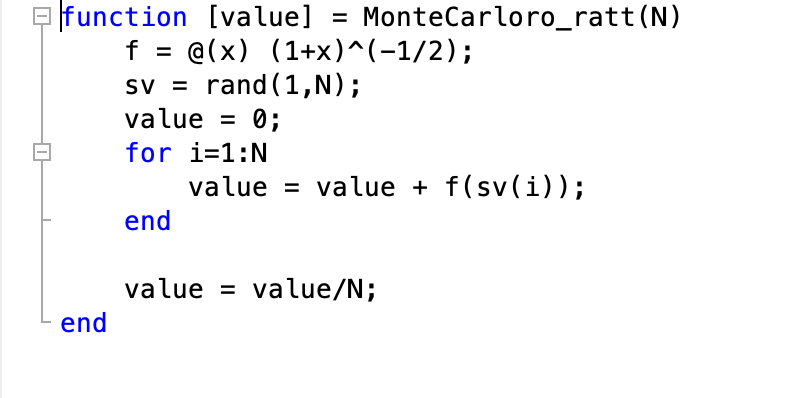 function [value] = MonteCarloro_ratt(N)
    f = @(x) (1+x)^(-1/2);
    sv = rand(1,N);
    value = 0;
    for i=1:N
        value = value + f(sv(i));
    end

    value = value/N;
end